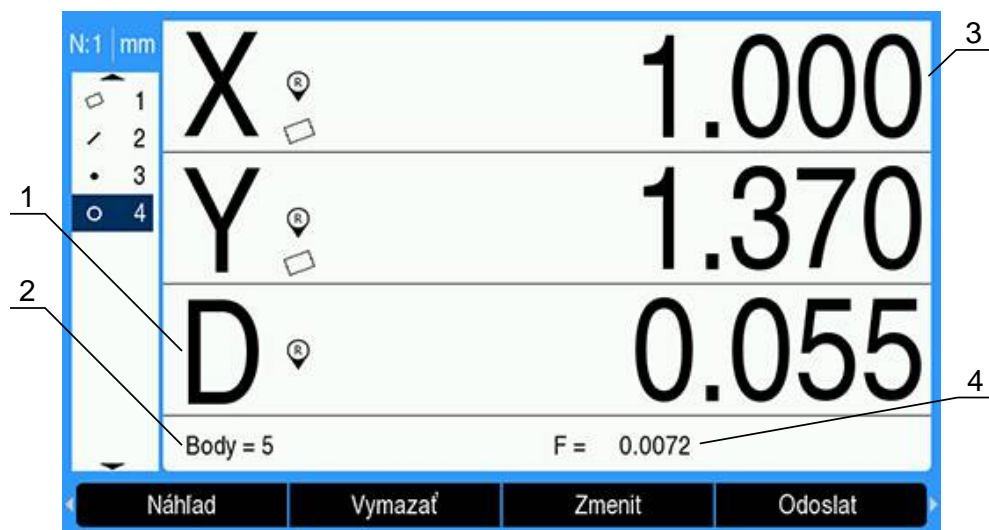 N:1 mm
1
2
3
4
X R 1.000
Y R 1.370
D R 0.055
Body = 5 F = 0.0072
Náhľad Vymazať Zmenit Odoslat
1
2
3
4